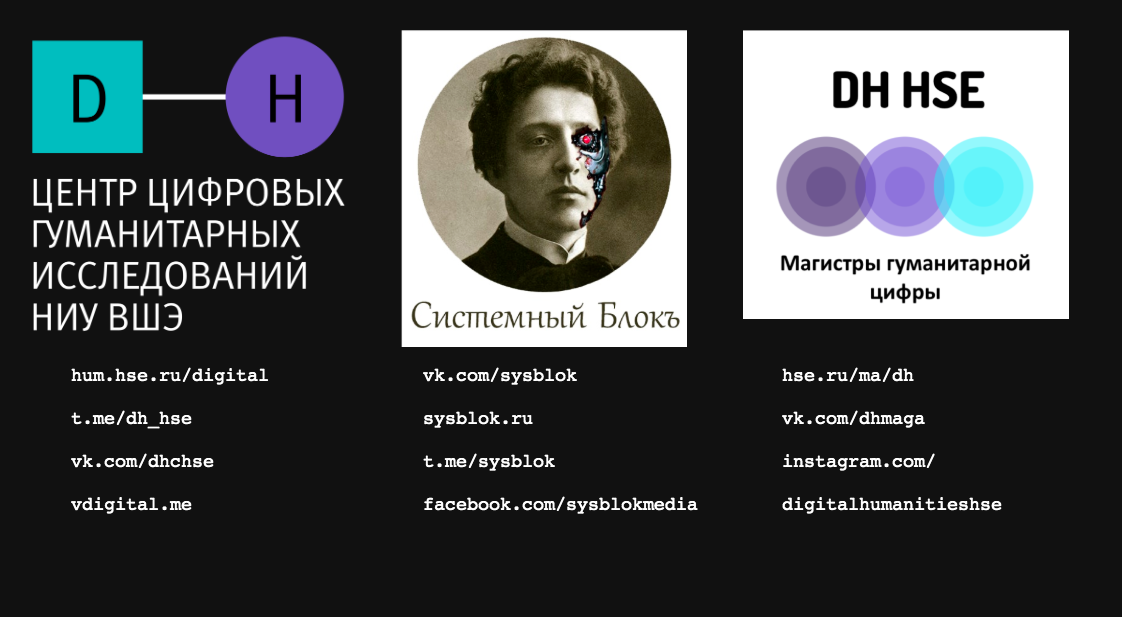 D H
ЦЕНТР ЦИФРОВЫХ
ГУМАНИТАРНЫХ
ИССЛЕДОВАНИЙ
НИУ ВШЭ
hum.hse.ru/digital
t.me/dh_hse
vk.com/dhchse
vdigital.me
Системный Блокъ
vk.com/sysblok
sysblok.ru
t.me/sysblok
facebook.com/sysblokmedia
DH HSE
Магистры гуманитарной
цифры
hse.ru/ma/dh
vk.com/dhmaga
instagram.com/
digitalhumanitieshse